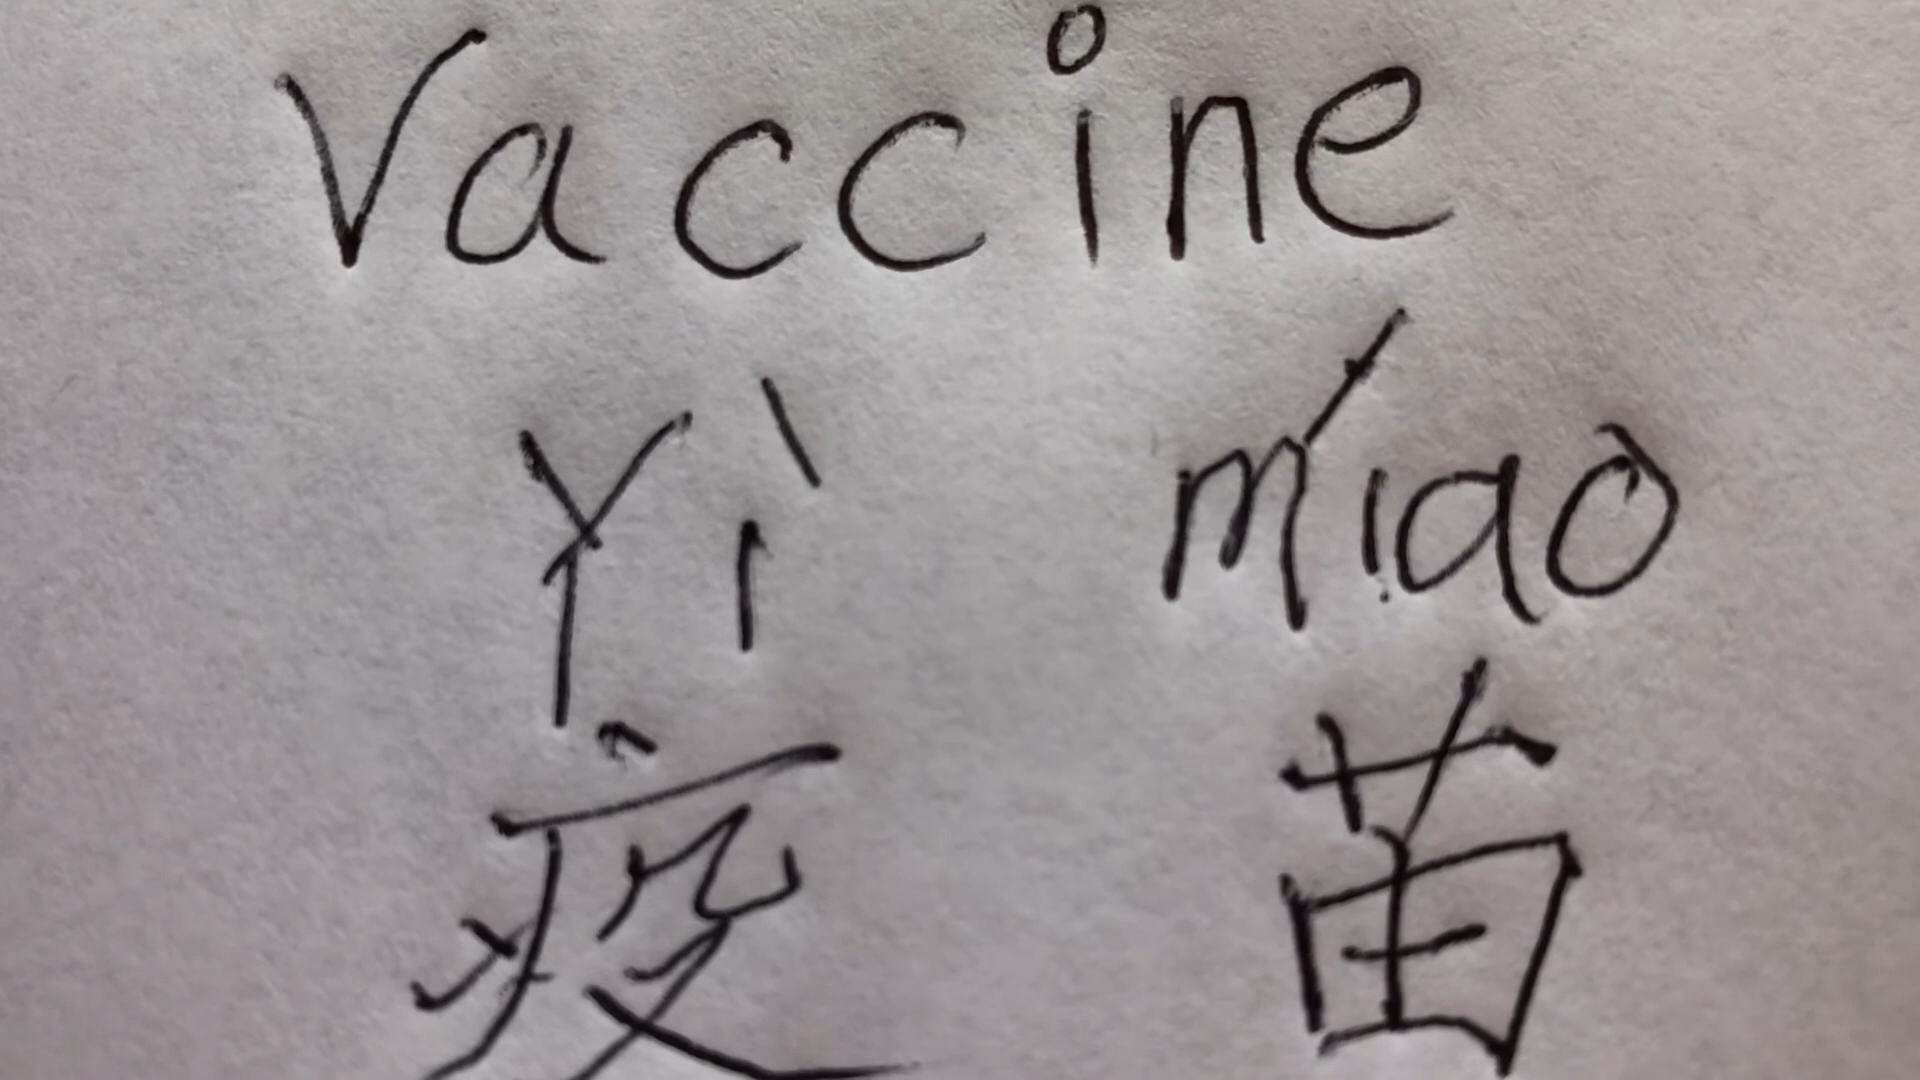 Vaccine
yì miáo
疫 苗